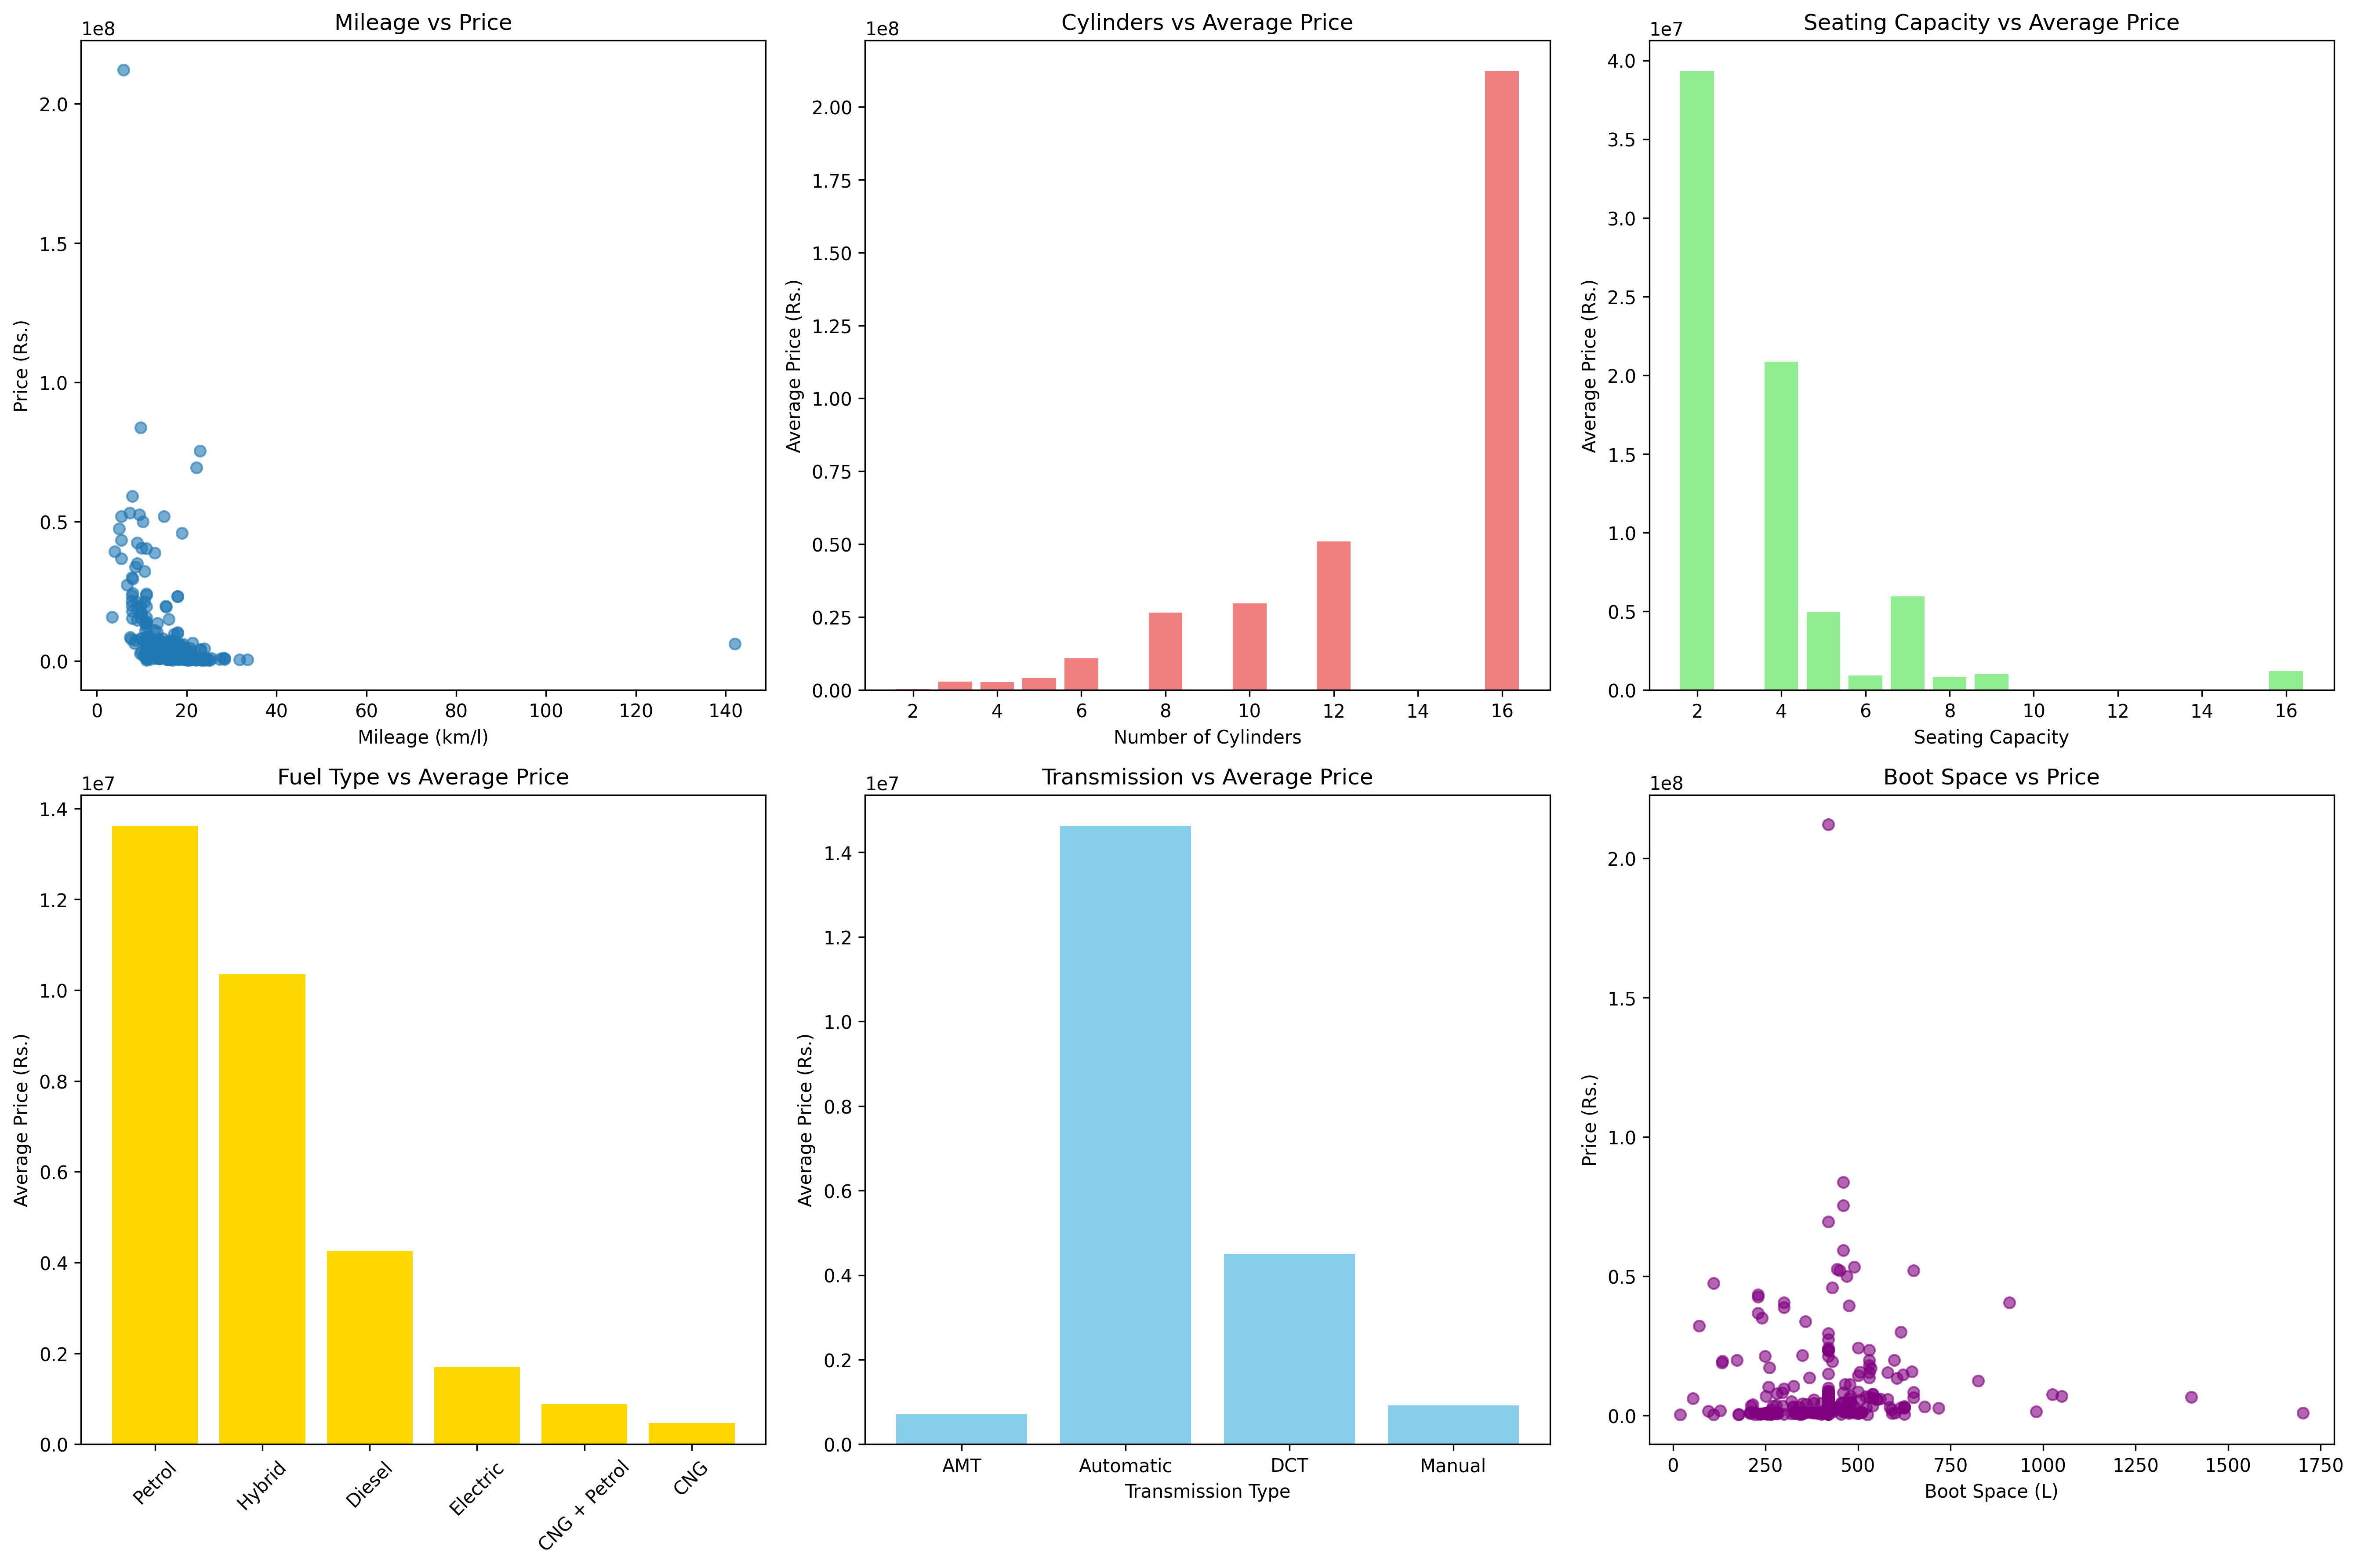 Mileage vs Price
1e8
2.0
1.5
1.0
0.5
0.0
Price (Rs.)
0 20 40 60 80 100 120 140
Mileage (km/l)
Cylinders vs Average Price
1e8
2.00
1.75
1.50
1.25
1.00
0.75
0.50
0.25
0.00
Average Price (Rs.)
2 4 6 8 10 12 14 16
Number of Cylinders
Seating Capacity vs Average Price
1e7
4.0
3.5
3.0
2.5
2.0
1.5
1.0
0.5
0.0
Average Price (Rs.)
2 4 6 8 10 12 14 16
Seating Capacity
Fuel Type vs Average Price
1e7
1.4
1.2
1.0
0.8
0.6
0.4
0.2
0.0
Average Price (Rs.)
Petrol
Hybrid
Diesel
Electric
CNG + Petrol
CNG
Transmission vs Average Price
1e7
1.4
1.2
1.0
0.8
0.6
0.4
0.2
0.0
Average Price (Rs.)
AMT Automatic DCT Manual
Transmission Type
Boot Space vs Price
1e8
2.0
1.5
1.0
0.5
0.0
Price (Rs.)
0 250 500 750 1000 1250 1500 1750
Boot Space (L)